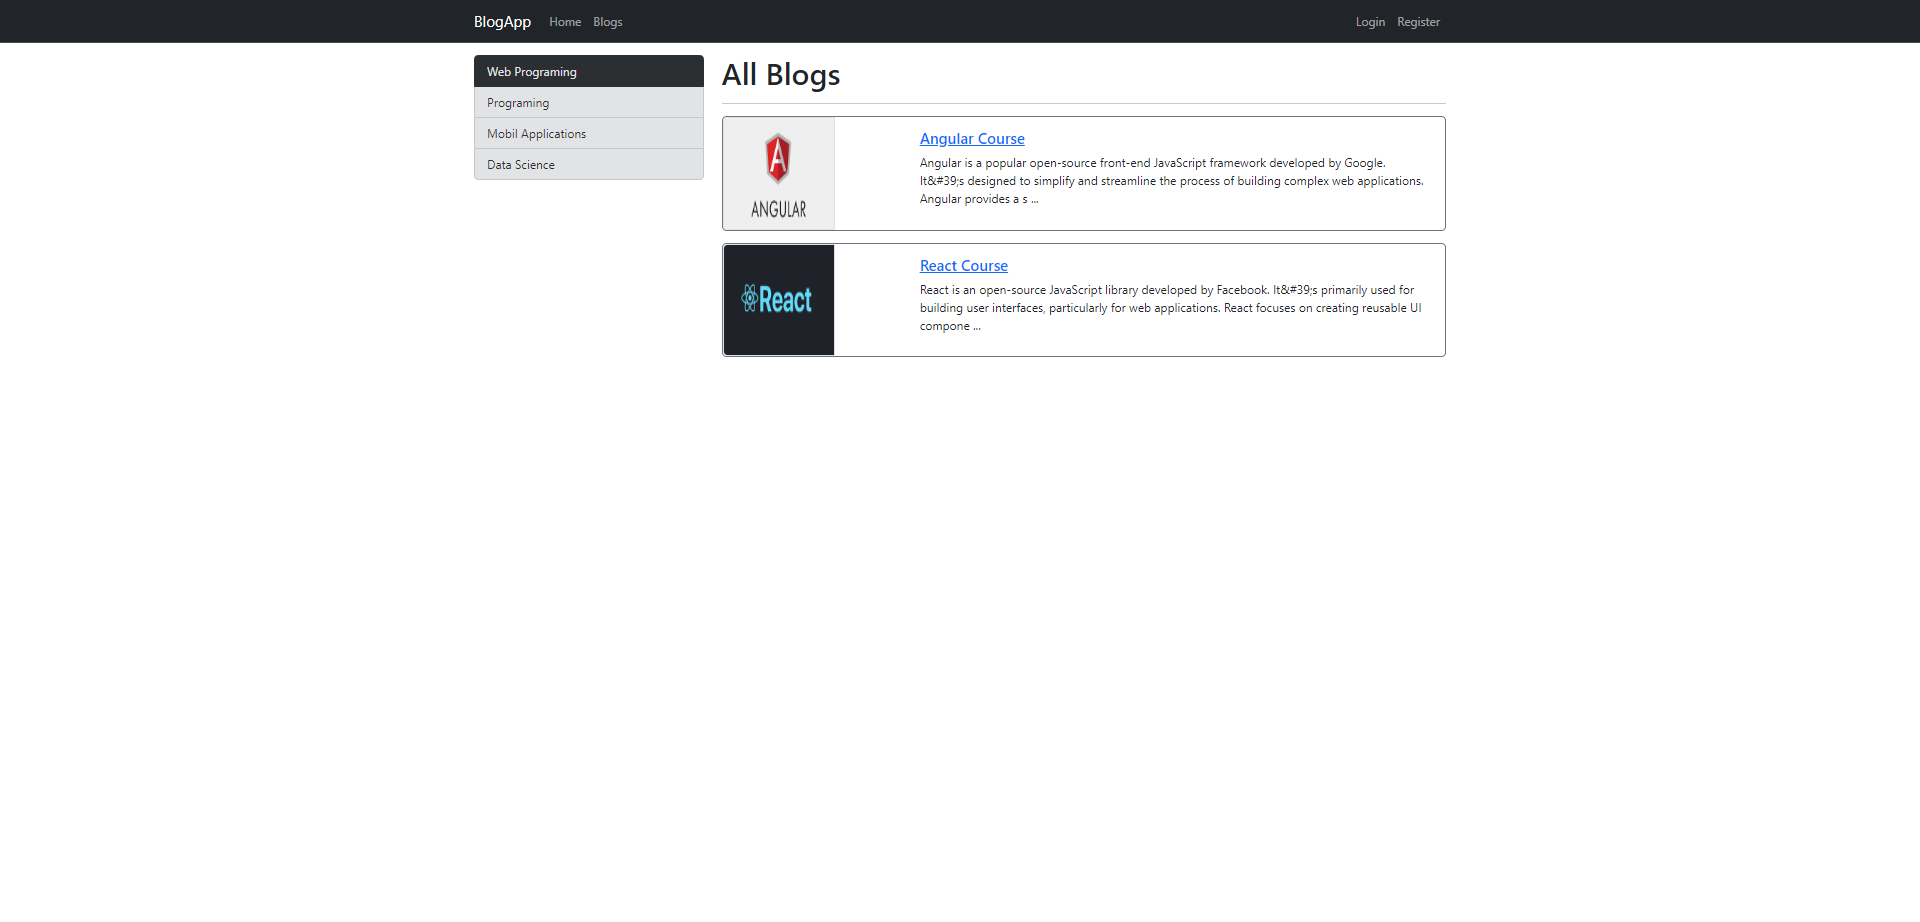 BlogApp Home Blogs Login Register
Web Programing
Programing
Mobil Applications
Data Science
All Blogs
ANGULAR
Angular Course
Angular is a popular open-source front-end JavaScript framework developed by Google.
It&#39;s designed to simplify and streamline the process of building complex web applications.
Angular provides a s ...
React
React Course
React is an open-source JavaScript library developed by Facebook. It&#39;s primarily used for
building user interfaces, particularly for web applications. React focuses on creating reusable UI
compone ...